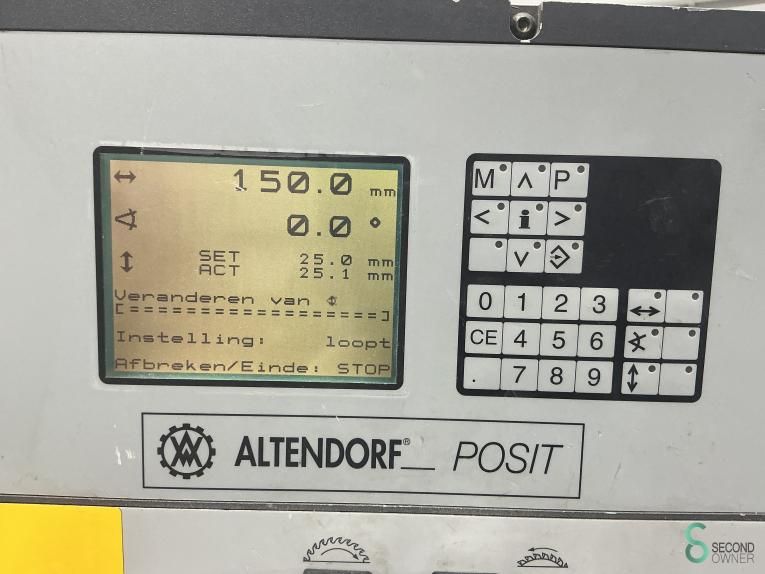 150.0 mm
0.0 °
SET 25.0 mm
ACT 25.1 mm
Veranderen van
[====================]
Instelling: loopt
Afbreken/Einde: STOP
M ^ P
< i >
v
0 1 2 3
CE 4 5 6
. 7 8 9
ALTENDORF® POSIT
SECOND
OWNER